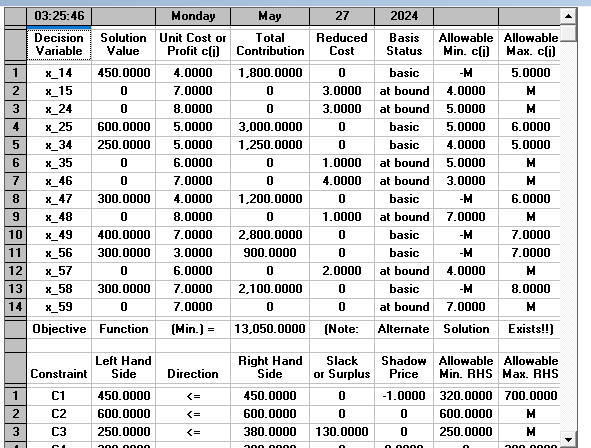 03:25:46 Monday May 27 2024
Decision Variable Solution Value Unit Cost or Profit c(j) Total Contribution Reduced Cost Basis Status Allowable Min. c(j) Allowable Max. c(j)
1 x_14 450.0000 4.0000 1,800.0000 0 basic -M 5.0000
2 x_15 0 7.0000 0 3.0000 at bound 4.0000 M
3 x_24 0 8.0000 0 3.0000 at bound 5.0000 M
4 x_25 600.0000 5.0000 3,000.0000 0 basic 5.0000 6.0000
5 x_34 250.0000 5.0000 1,250.0000 0 basic 4.0000 5.0000
6 x_35 0 6.0000 0 1.0000 at bound 5.0000 M
7 x_46 0 7.0000 0 4.0000 at bound 3.0000 M
8 x_47 300.0000 4.0000 1,200.0000 0 basic -M 6.0000
9 x_48 0 8.0000 0 1.0000 at bound 7.0000 M
10 x_49 400.0000 7.0000 2,800.0000 0 basic -M 7.0000
11 x_56 300.0000 3.0000 900.0000 0 basic -M 7.0000
12 x_57 0 6.0000 0 2.0000 at bound 4.0000 M
13 x_58 300.0000 7.0000 2,100.0000 0 basic -M 8.0000
14 x_59 0 7.0000 0 0 at bound 7.0000 M
Objective Function (Min.) = 13,050.0000 (Note: Alternate Solution Exists!!)
Constraint Left Hand Side Direction Right Hand Side Slack or Surplus Shadow Price Allowable Min. RHS Allowable Max. RHS
1 C1 450.0000 <= 450.0000 0 -1.0000 320.0000 700.0000
2 C2 600.0000 <= 600.0000 0 0 600.0000 M
3 C3 250.0000 <= 380.0000 130.0000 0 250.0000 M